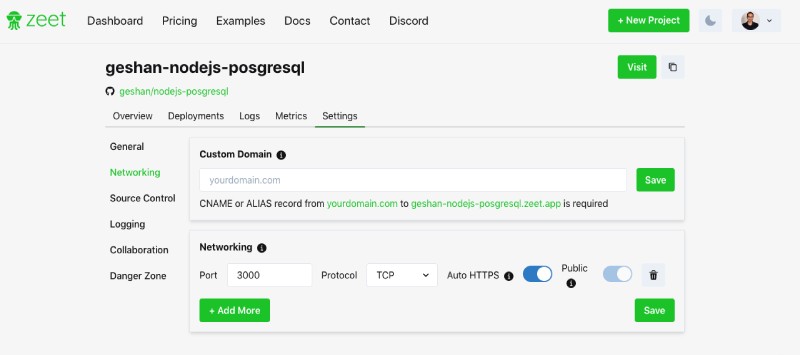 zeet Dashboard Pricing Examples Docs Contact Discord + New Project
geshan-nodejs-posgresql Visit
geshan/nodejs-posgresql
Overview Deployments Logs Metrics Settings
General
Networking
Source Control
Logging
Collaboration
Danger Zone
Custom Domain
yourdomain.com Save
CNAME or ALIAS record from yourdomain.com to geshan-nodejs-posgresql.zeet.app is required
Networking
Port 3000 Protocol TCP Auto HTTPS Public
+ Add More Save